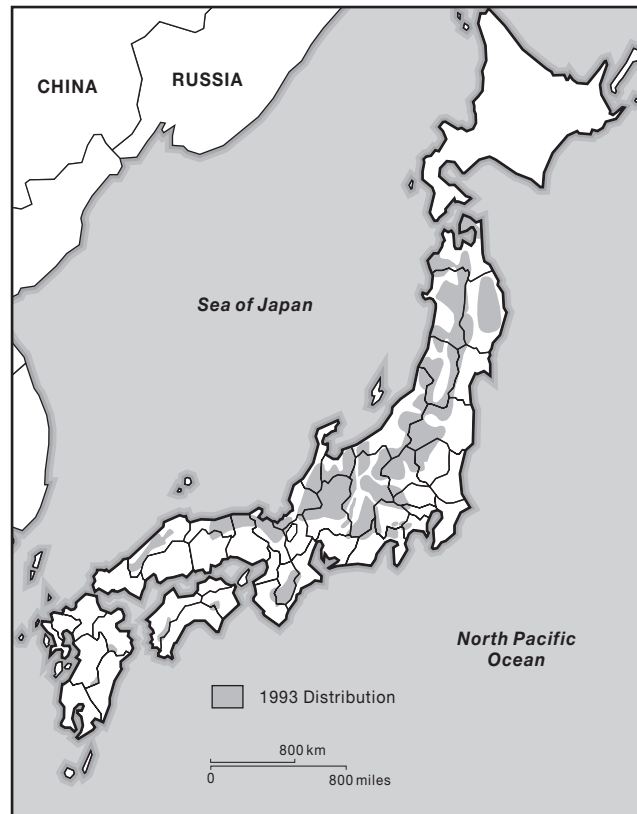 CHINA
RUSSIA
Sea of Japan
North Pacific
Ocean
1993 Distribution
800 km
0
800 miles